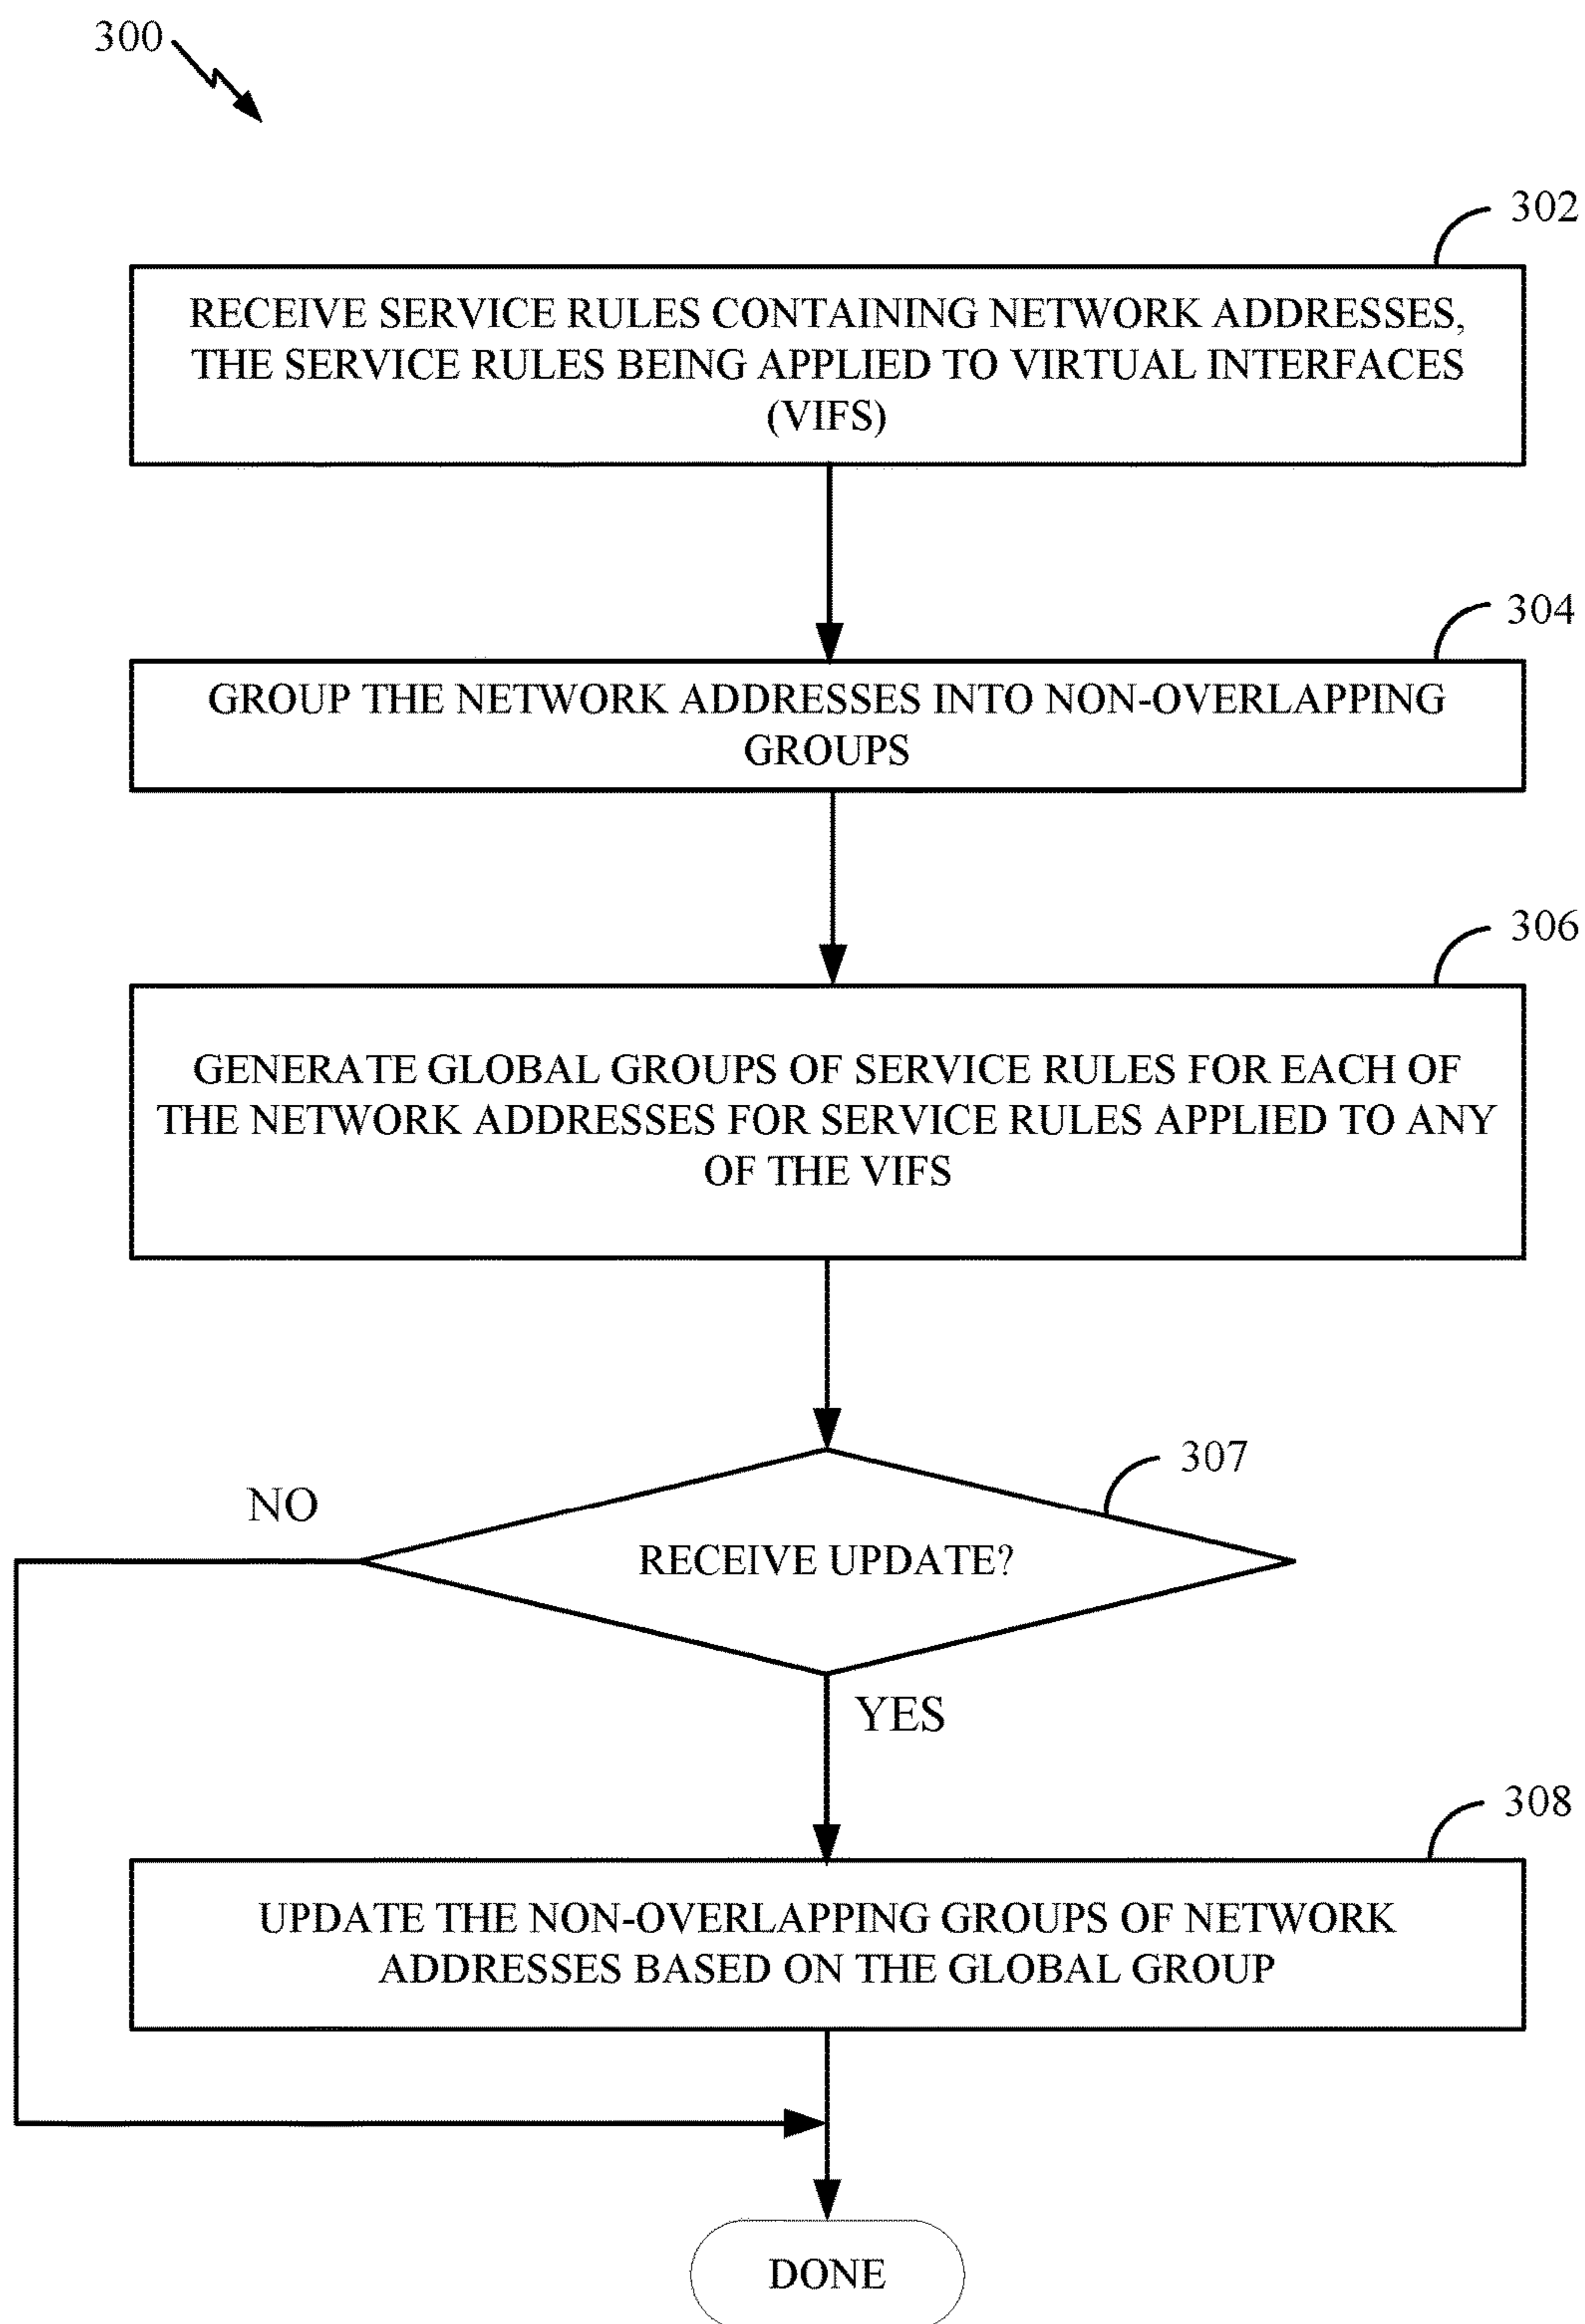 300
302
RECEIVE SERVICE RULES CONTAINING NETWORK ADDRESSES,
THE SERVICE RULES BEING APPLIED TO VIRTUAL INTERFACES
(VIFS)
304
GROUP THE NETWORK ADDRESSES INTO NON-OVERLAPPING
GROUPS
306
GENERATE GLOBAL GROUPS OF SERVICE RULES FOR EACH OF
THE NETWORK ADDRESSES FOR SERVICE RULES APPLIED TO ANY
OF THE VIFS
307
NO
RECEIVE UPDATE?
YES
308
UPDATE THE NON-OVERLAPPING GROUPS OF NETWORK
ADDRESSES BASED ON THE GLOBAL GROUP
DONE